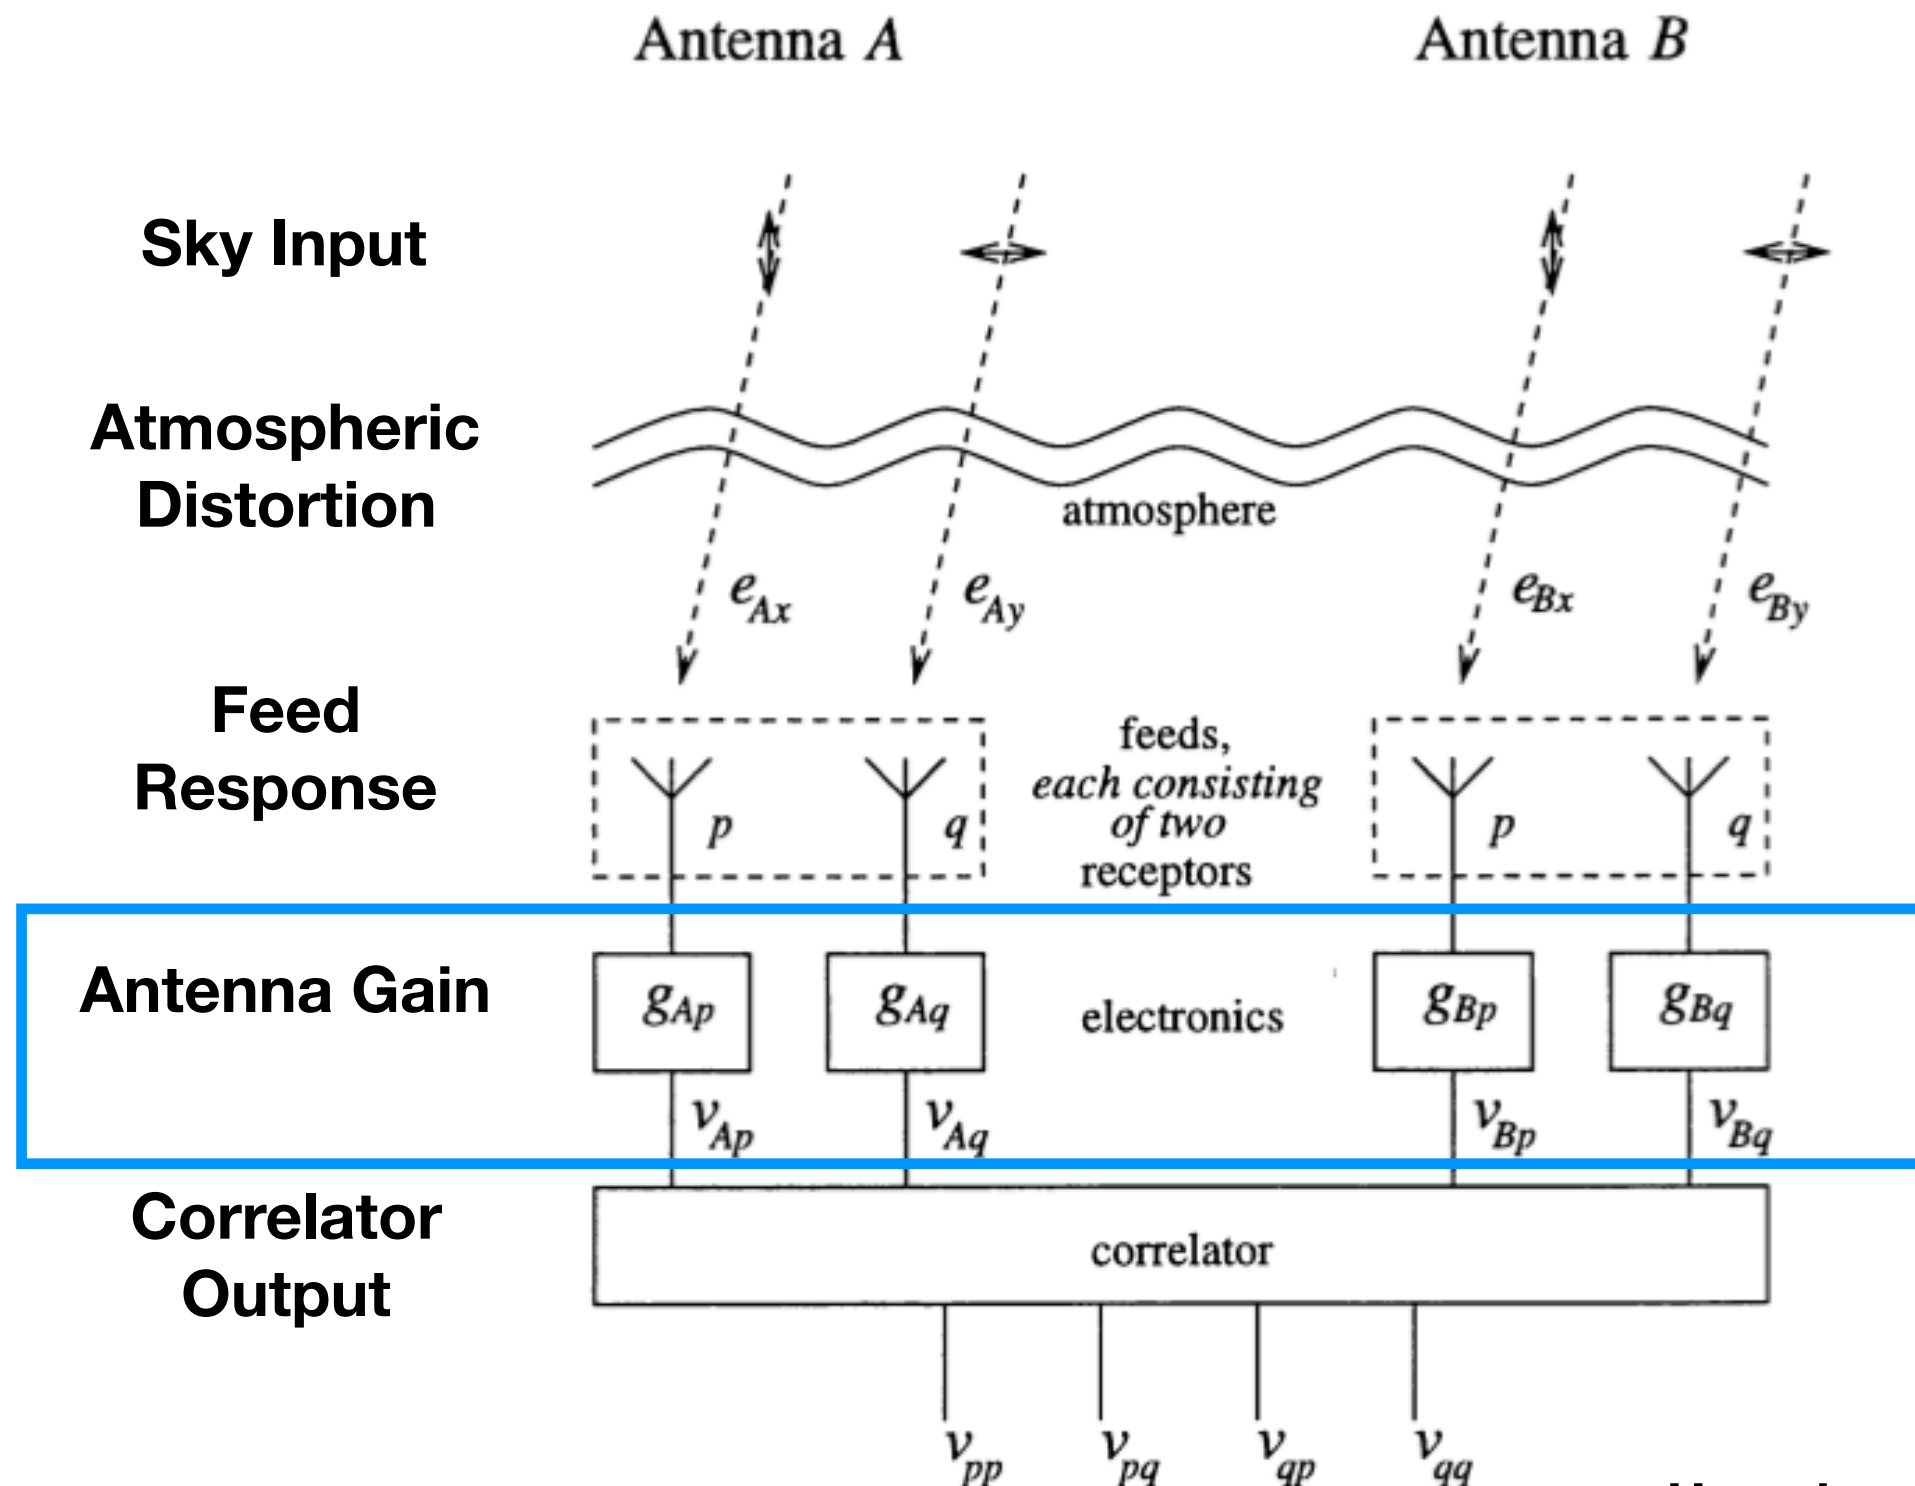 Antenna A
Antenna B
Sky Input
Atmospheric
Distortion
atmosphere
e_Ax
e_Ay
e_Bx
e_By
Feed
Response
feeds,
each consisting
of two
receptors
p
q
p
q
Antenna Gain
g_Ap
g_Aq
electronics
g_Bp
g_Bq
v_Ap
v_Aq
v_Bp
v_Bq
Correlator
Output
correlator
v_pp
v_pq
v_qp
v_qq